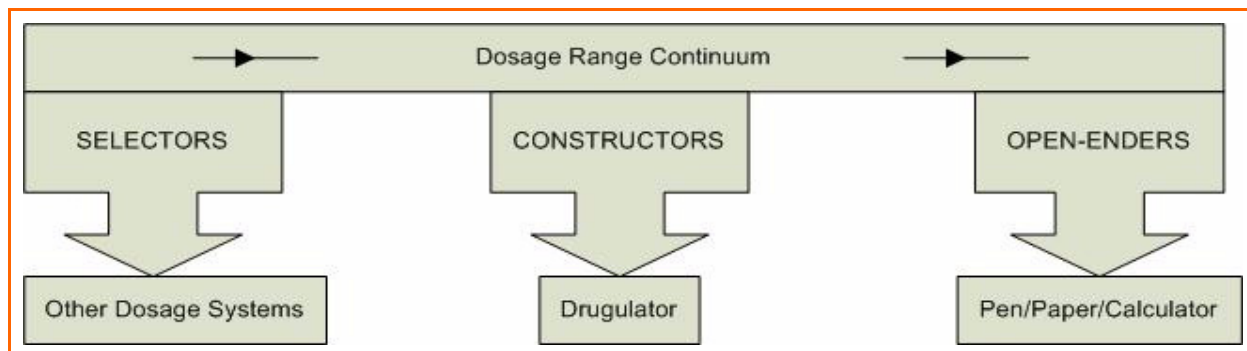 Dosage Range Continuum
SELECTORS
CONSTRUCTORS
OPEN-ENDERS
Other Dosage Systems
Drugulator
Pen/Paper/Calculator